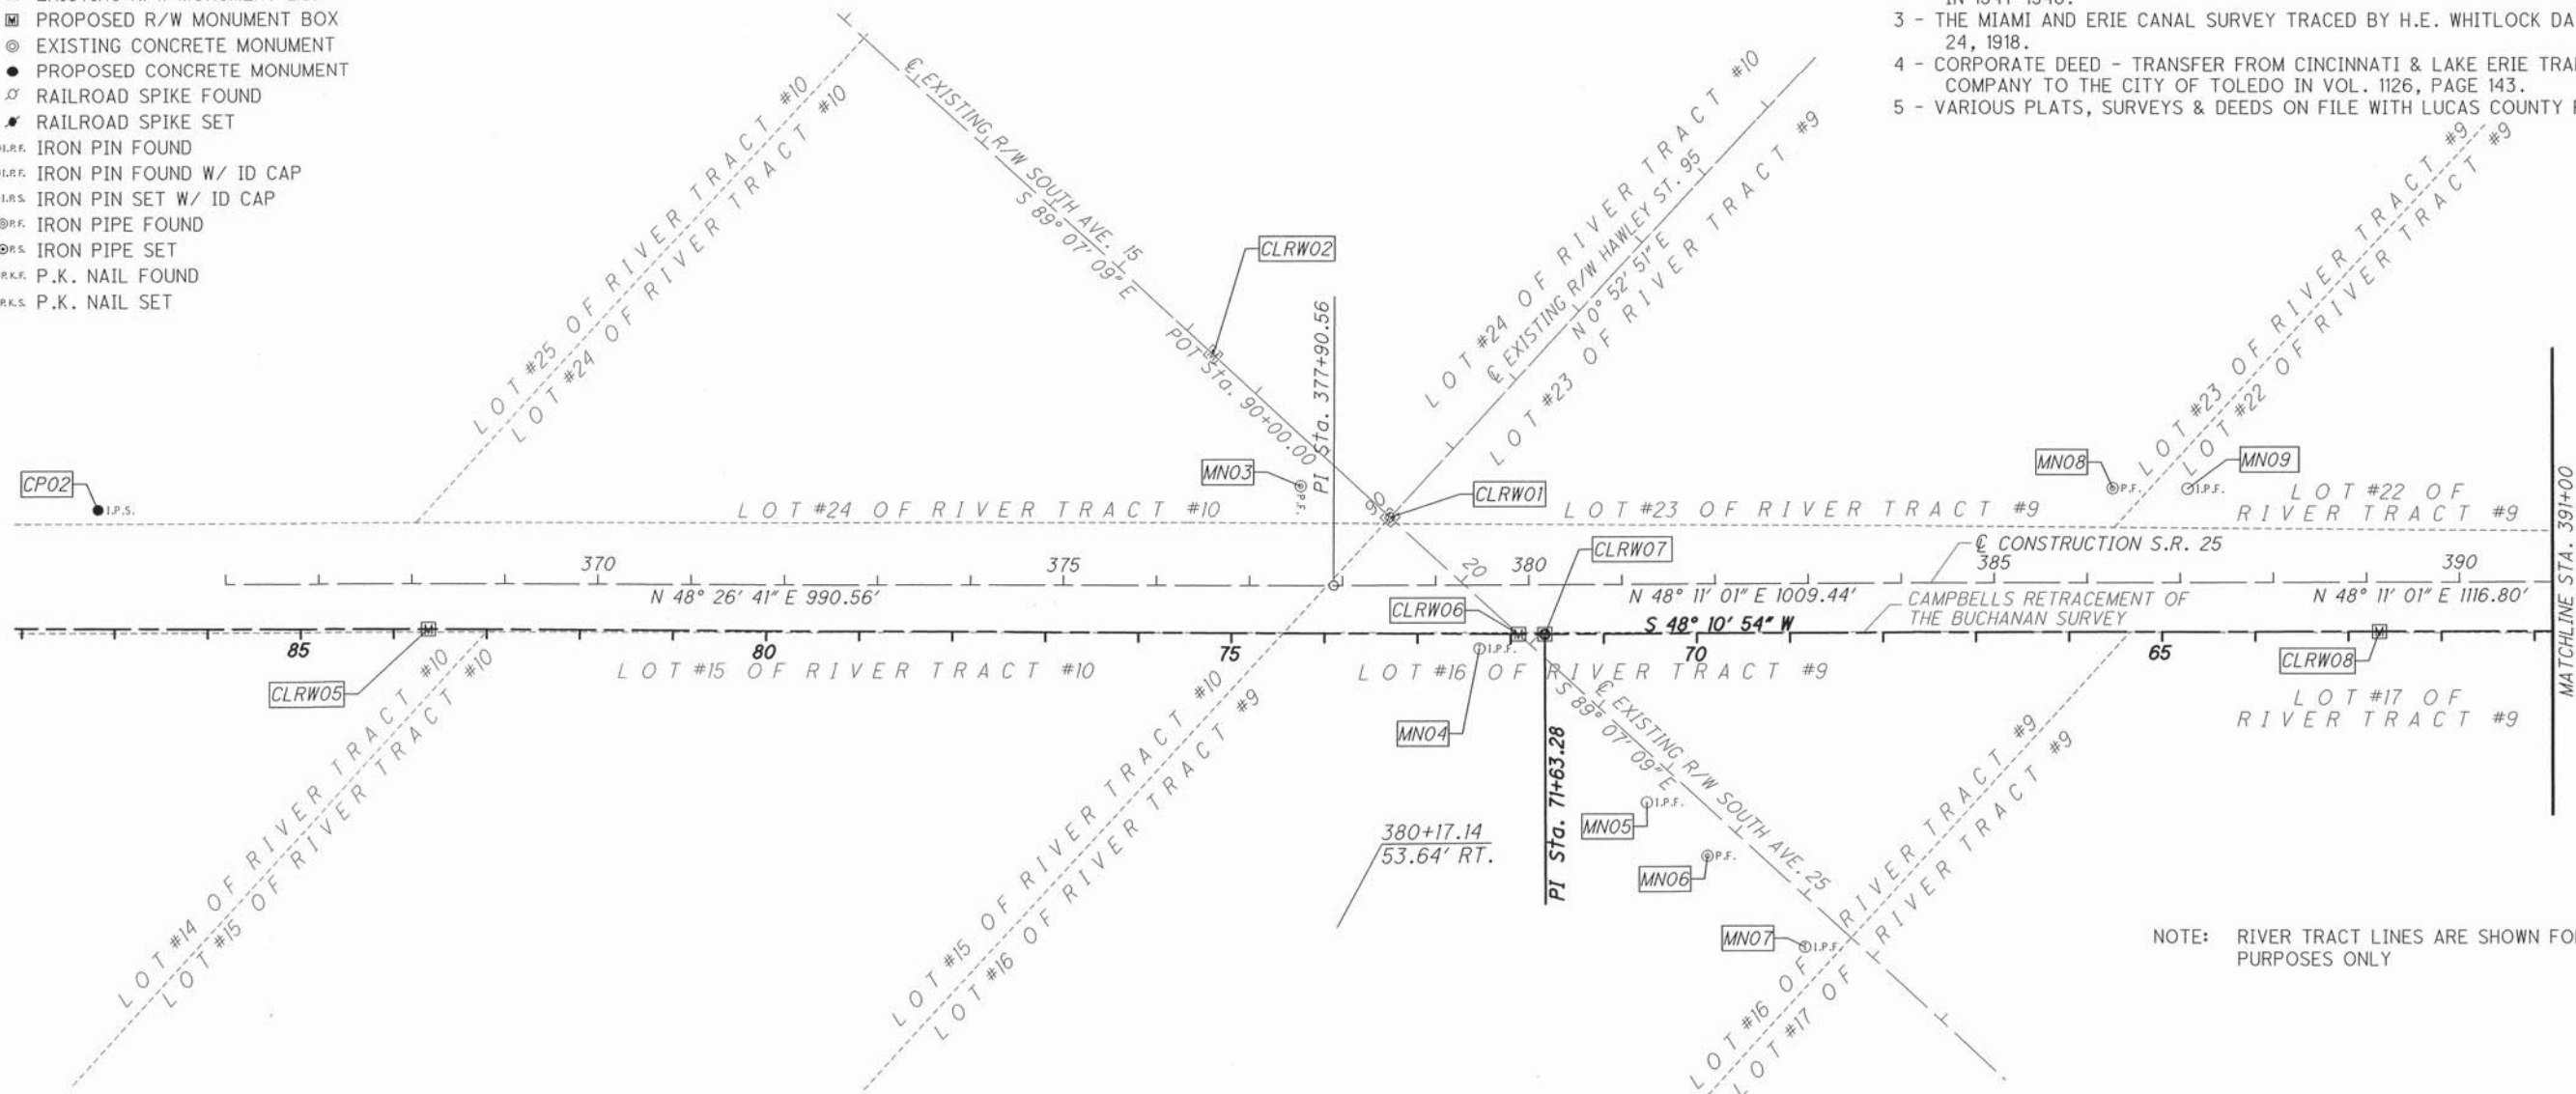 PROPOSED R/W MONUMENT BOX
EXISTING CONCRETE MONUMENT
PROPOSED CONCRETE MONUMENT
RAILROAD SPIKE FOUND
RAILROAD SPIKE SET
I.P.F. IRON PIN FOUND
I.P.F. IRON PIN FOUND W/ ID CAP
I.P.S. IRON PIN SET W/ ID CAP
P.F. IRON PIPE FOUND
P.S. IRON PIPE SET
P.K.F. P.K. NAIL FOUND
P.K.S. P.K. NAIL SET
3 - THE MIAMI AND ERIE CANAL SURVEY TRACED BY H.E. WHITLOCK DA
24, 1918.
4 - CORPORATE DEED - TRANSFER FROM CINCINNATI & LAKE ERIE TRA
COMPANY TO THE CITY OF TOLEDO IN VOL. 1126, PAGE 143.
5 - VARIOUS PLATS, SURVEYS & DEEDS ON FILE WITH LUCAS COUNTY
LOT #25 OF RIVER TRACT #10
LOT #24 OF RIVER TRACT #10
℄ EXISTING R/W SOUTH AVE. 15
S 89° 07' 09" E
CLRW02
POT Sta. 90+00.00
PI Sta. 377+90.56
LOT #24 OF RIVER TRACT #10
℄ EXISTING R/W HAWLEY ST. 95
N 0° 52' 51" E
LOT #23 OF RIVER TRACT #9
LOT #23 OF RIVER TRACT #9
LOT #22 OF RIVER TRACT #9
CP02
I.P.S.
MN03
P.F.
90
CLRW01
MN08
P.F.
MN09
I.P.F.
LOT #24 OF RIVER TRACT #10
LOT #23 OF RIVER TRACT #9
LOT #22 OF
RIVER TRACT #9
MATCHLINE STA. 391+00
370
375
20
380
CLRW07
℄ CONSTRUCTION S.R. 25
385
390
N 48° 26' 41" E 990.56'
CLRW06
N 48° 11' 01" E 1009.44'
CAMPBELLS RETRACEMENT OF
THE BUCHANAN SURVEY
N 48° 11' 01" E 1116.80'
S 48° 10' 54" W
85
80
75
70
65
CLRW05
LOT #15 OF RIVER TRACT #10
I.P.F.
LOT #16 OF RIVER TRACT #9
CLRW08
LOT #17 OF
RIVER TRACT #9
MN04
℄ EXISTING R/W SOUTH AVE. 25
S 89° 07' 09" E
PI Sta. 71+63.28
LOT #14 OF RIVER TRACT #10
LOT #15 OF RIVER TRACT #10
LOT #15 OF RIVER TRACT #10
LOT #16 OF RIVER TRACT #9
380+17.14
53.64' RT.
MN05
I.P.F.
MN06
P.F.
MN07
I.P.F.
LOT #16 OF RIVER TRACT #9
LOT #17 OF RIVER TRACT #9
NOTE: RIVER TRACT LINES ARE SHOWN FO
PURPOSES ONLY